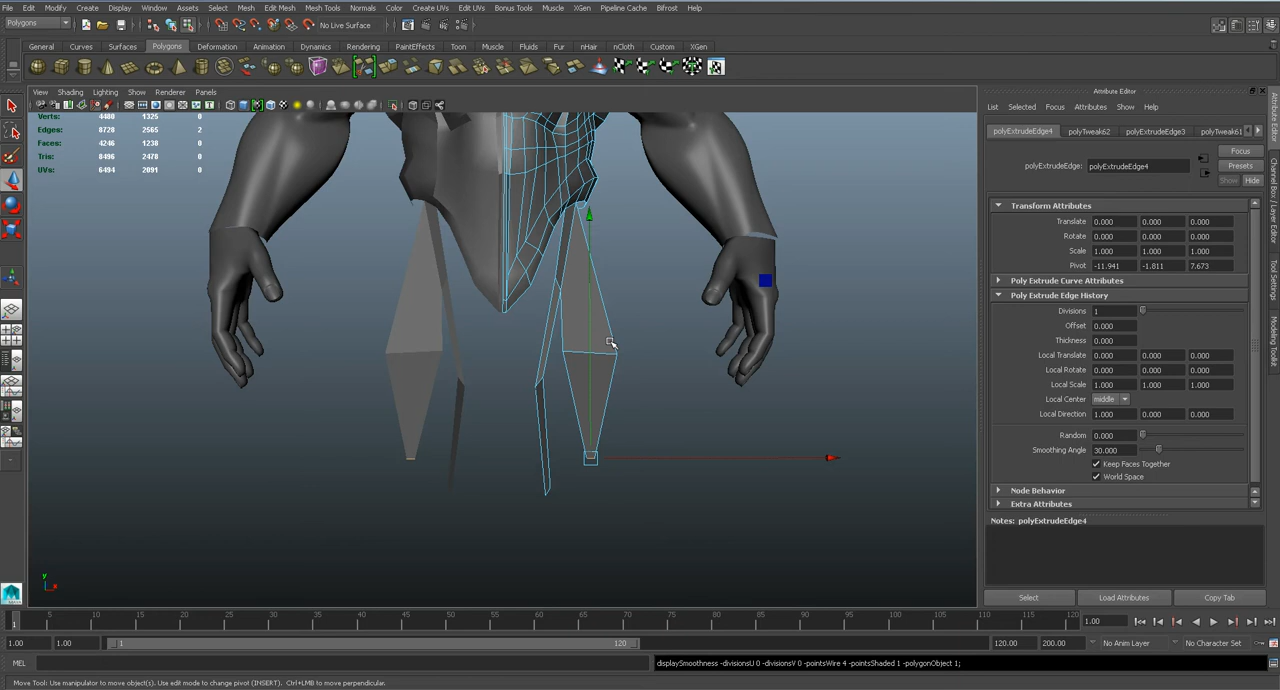 File Edit Modify Create Display Window Assets Select Mesh Edit Mesh Mesh Tools Normals Color Create UVs Edit UVs Bonus Tools Muscle XGen Pipeline Cache Bifrost Help
Polygons No Live Surface
General Curves Surfaces Polygons Deformation Animation Dynamics Rendering PaintEffects Toon Muscle Fluids Fur nHair nCloth Custom XGen
View Shading Lighting Show Renderer Panels
Verts: 4480 1325 0
Edges: 8728 2565 2
Faces: 4246 1238 0
Tris: 8496 2478 0
UVs: 6494 2091 0
Attribute Editor
List Selected Focus Attributes Show Help
polyExtrudeEdge4 polyTweak62 polyExtrudeEdge3 polyTweak61
Focus
polyExtrudeEdge: polyExtrudeEdge4 Presets
Show Hide
Transform Attributes
Translate 0.000 0.000 0.000
Rotate 0.000 0.000 0.000
Scale 1.000 1.000 1.000
Pivot -11.941 -1.811 7.673
Poly Extrude Curve Attributes
Poly Extrude Edge History
Divisions 1
Offset 0.000
Thickness 0.000
Local Translate 0.000 0.000 0.000
Local Rotate 0.000 0.000 0.000
Local Scale 1.000 1.000 1.000
Local Center middle
Local Direction 1.000 0.000 0.000
Random 0.000
Smoothing Angle 30.000
Keep Faces Together
World Space
Node Behavior
Extra Attributes
Notes: polyExtrudeEdge4
Select Load Attributes Copy Tab
Attribute Editor
Channel Box / Layer Editor
Tool Settings
Modeling Toolkit
y
x
5 10 15 20 25 30 35 40 45 50 55 60 65 70 75 80 85 90 95 100 105 110 115 120
1 1.00
1.00 1.00 1 120 120.00 200.00 No Anim Layer No Character Set
MEL displaySmoothness -divisionsU 0 -divisionsV 0 -pointsWire 4 -pointsShaded 1 -polygonObject 1;
Move Tool: Use manipulator to move object(s). Use edit mode to change pivot (INSERT). Ctrl+LMB to move perpendicular.